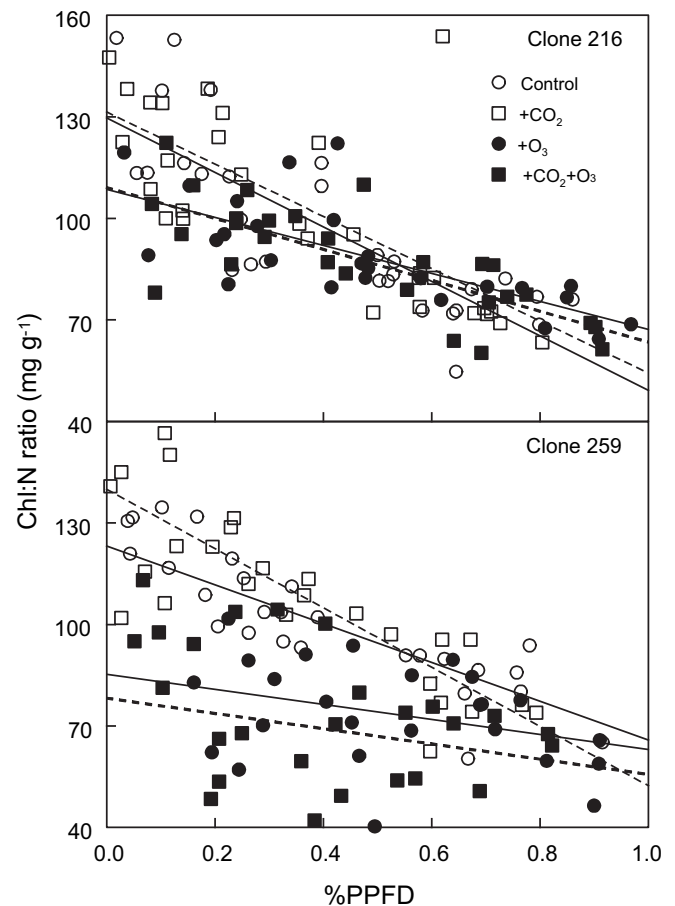 160
130
100
70
40
Clone 216
Control
+CO₂
+O₃
+CO₂+O₃
Chl:N ratio (mg g⁻¹)
Clone 259
130
100
70
40
0.0 0.2 0.4 0.6 0.8 1.0
%PPFD